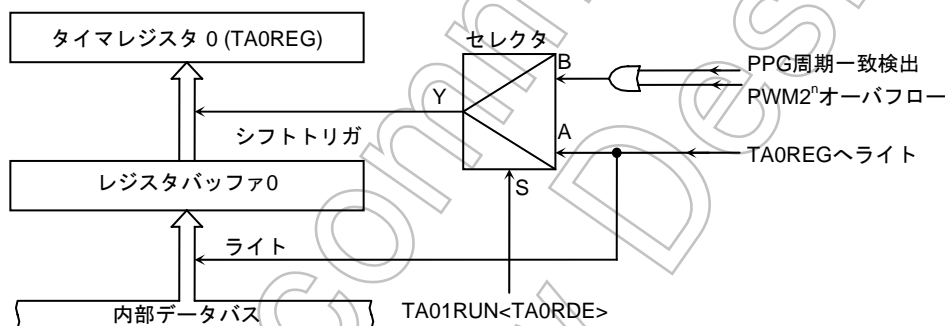 タイマレジスタ 0 (TA0REG)
セレクタ
B
PPG周期一致検出
Y
PWM2ⁿオーバフロー
シフトトリガ
A
TA0REGへライト
レジスタバッファ0
S
ライト
内部データバス
TA01RUN<TA0RDE>